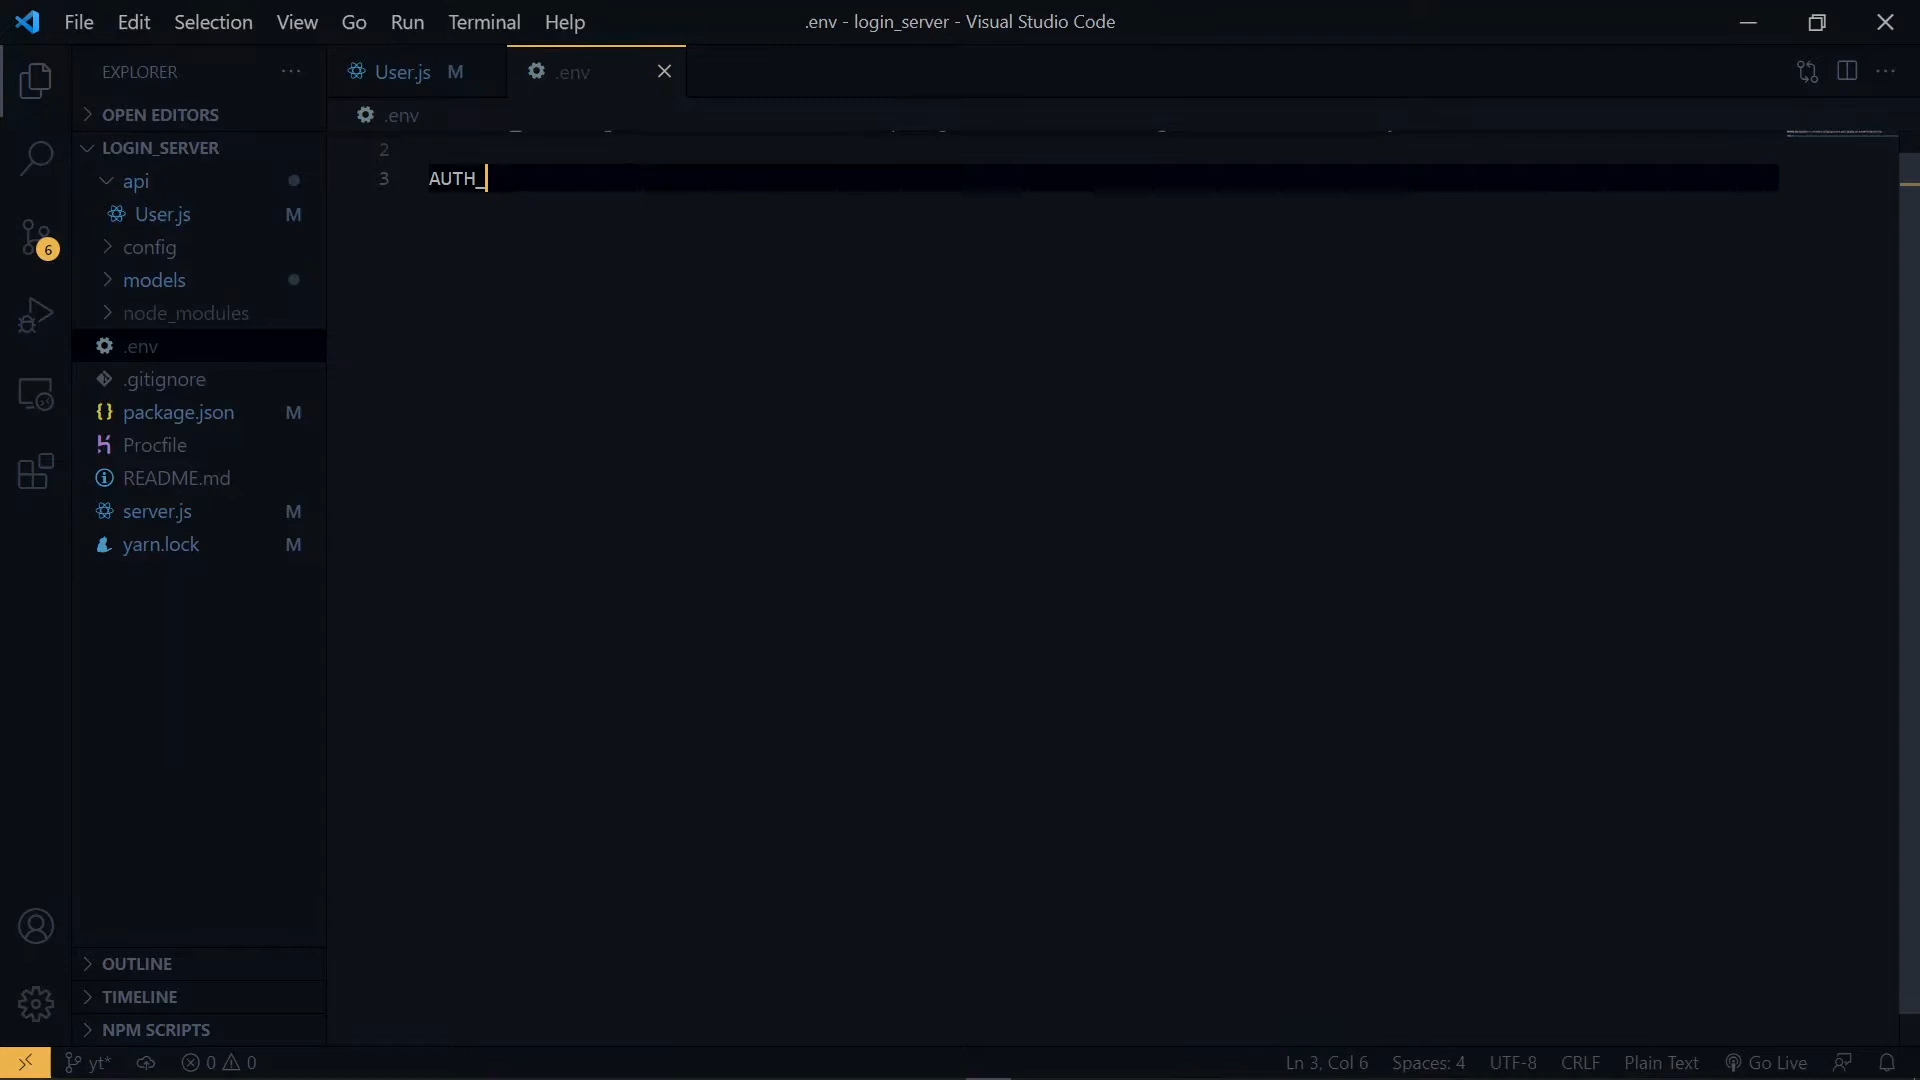 File Edit Selection View Go Run Terminal Help
.env - login_server - Visual Studio Code
EXPLORER
User.js M
.env
OPEN EDITORS
.env
LOGIN_SERVER
2
api
3 AUTH_
User.js M
6
config
models
node_modules
.env
.gitignore
package.json M
Procfile
README.md
server.js M
yarn.lock M
OUTLINE
TIMELINE
NPM SCRIPTS
yt* 0 0 Ln 3, Col 6 Spaces: 4 UTF-8 CRLF Plain Text Go Live